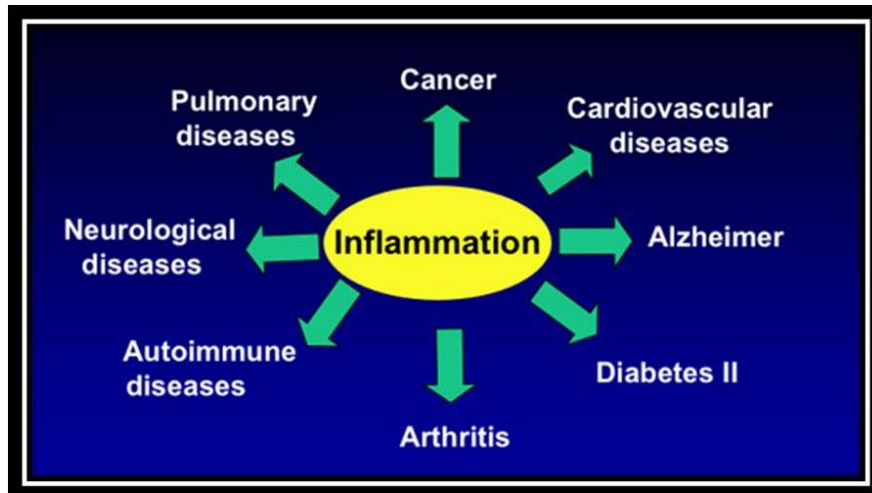 Cancer
Pulmonary
diseases
Cardiovascular
diseases
Neurological
diseases
Inflammation
Alzheimer
Autoimmune
diseases
Diabetes II
Arthritis